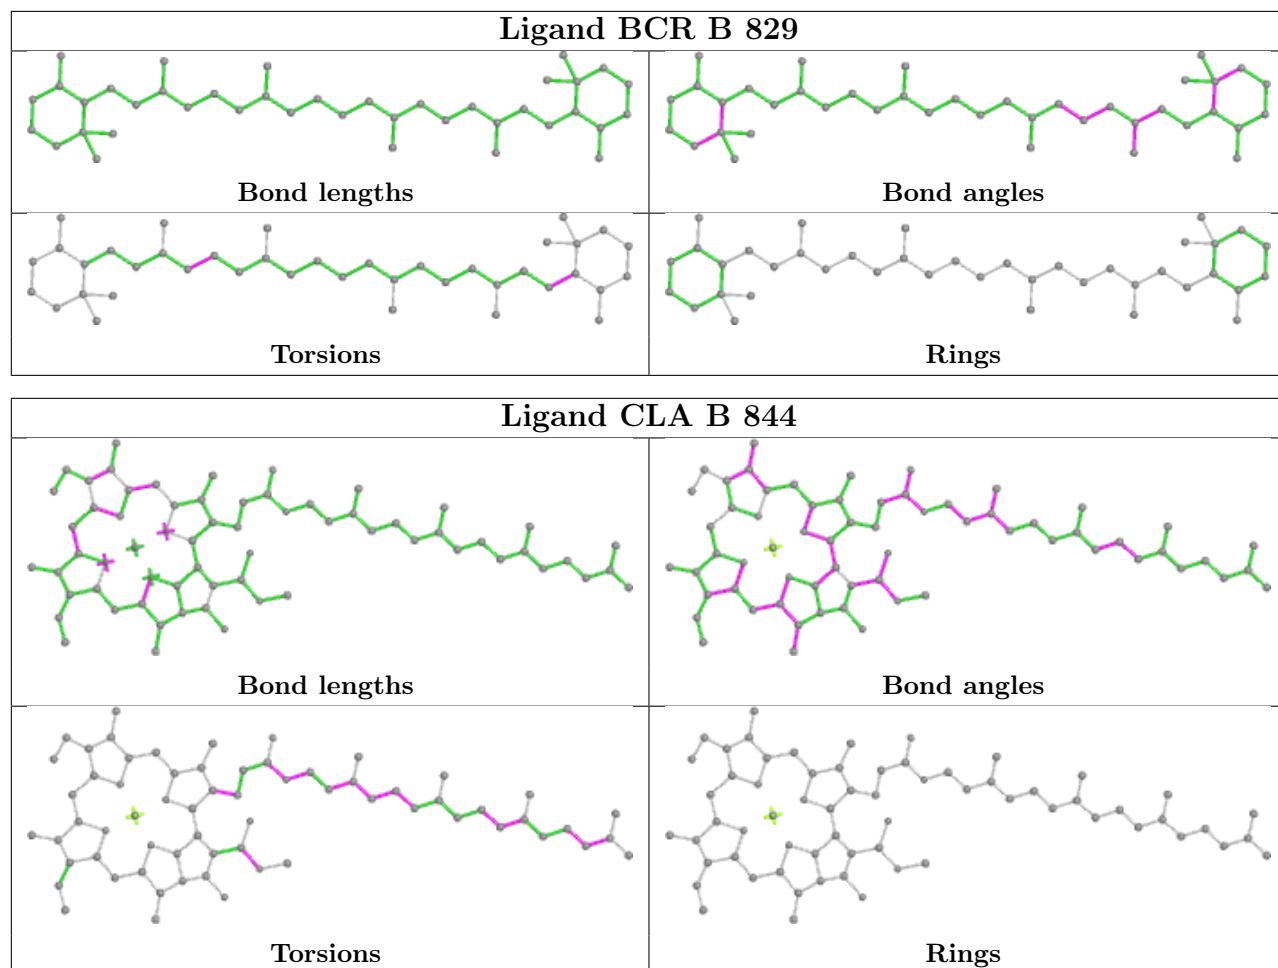 Ligand BCR B 829
Bond lengths
Bond angles
Torsions
Rings
Ligand CLA B 844
Bond lengths
Bond angles
Torsions
Rings